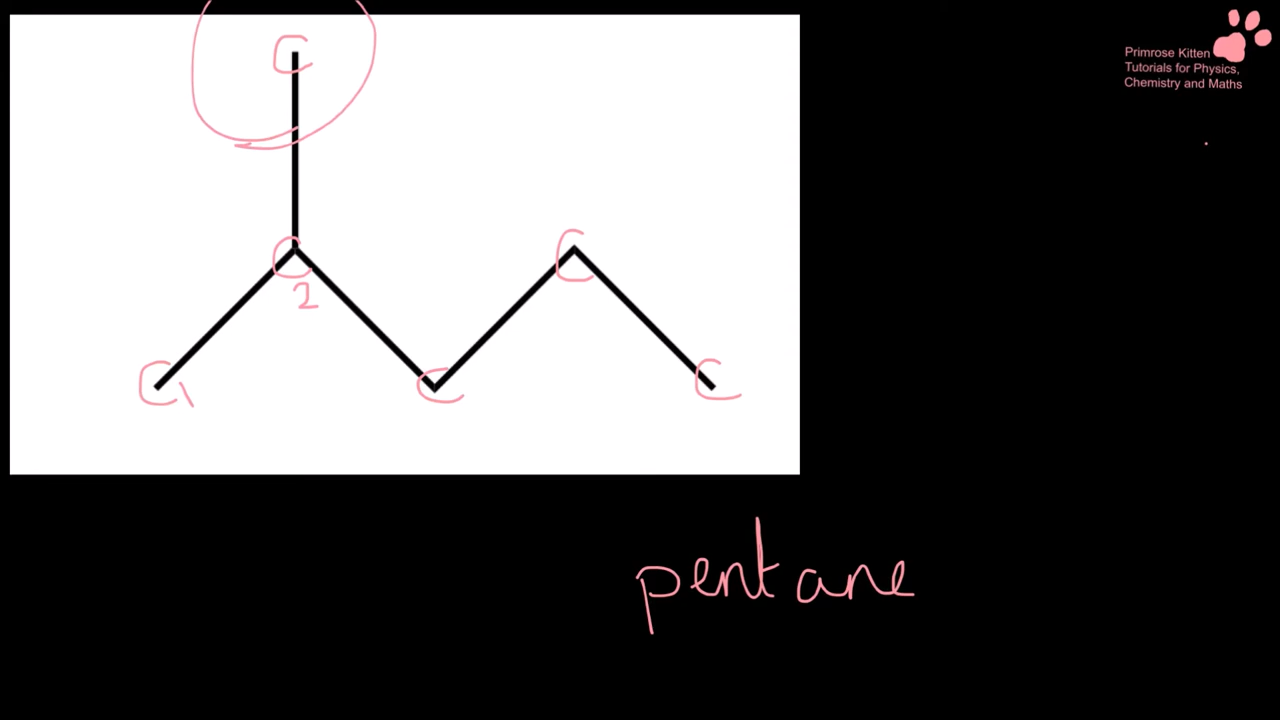 Primrose Kitten
Tutorials for Physics,
Chemistry and Maths
C
C
C
2
C1
C
C
pentane